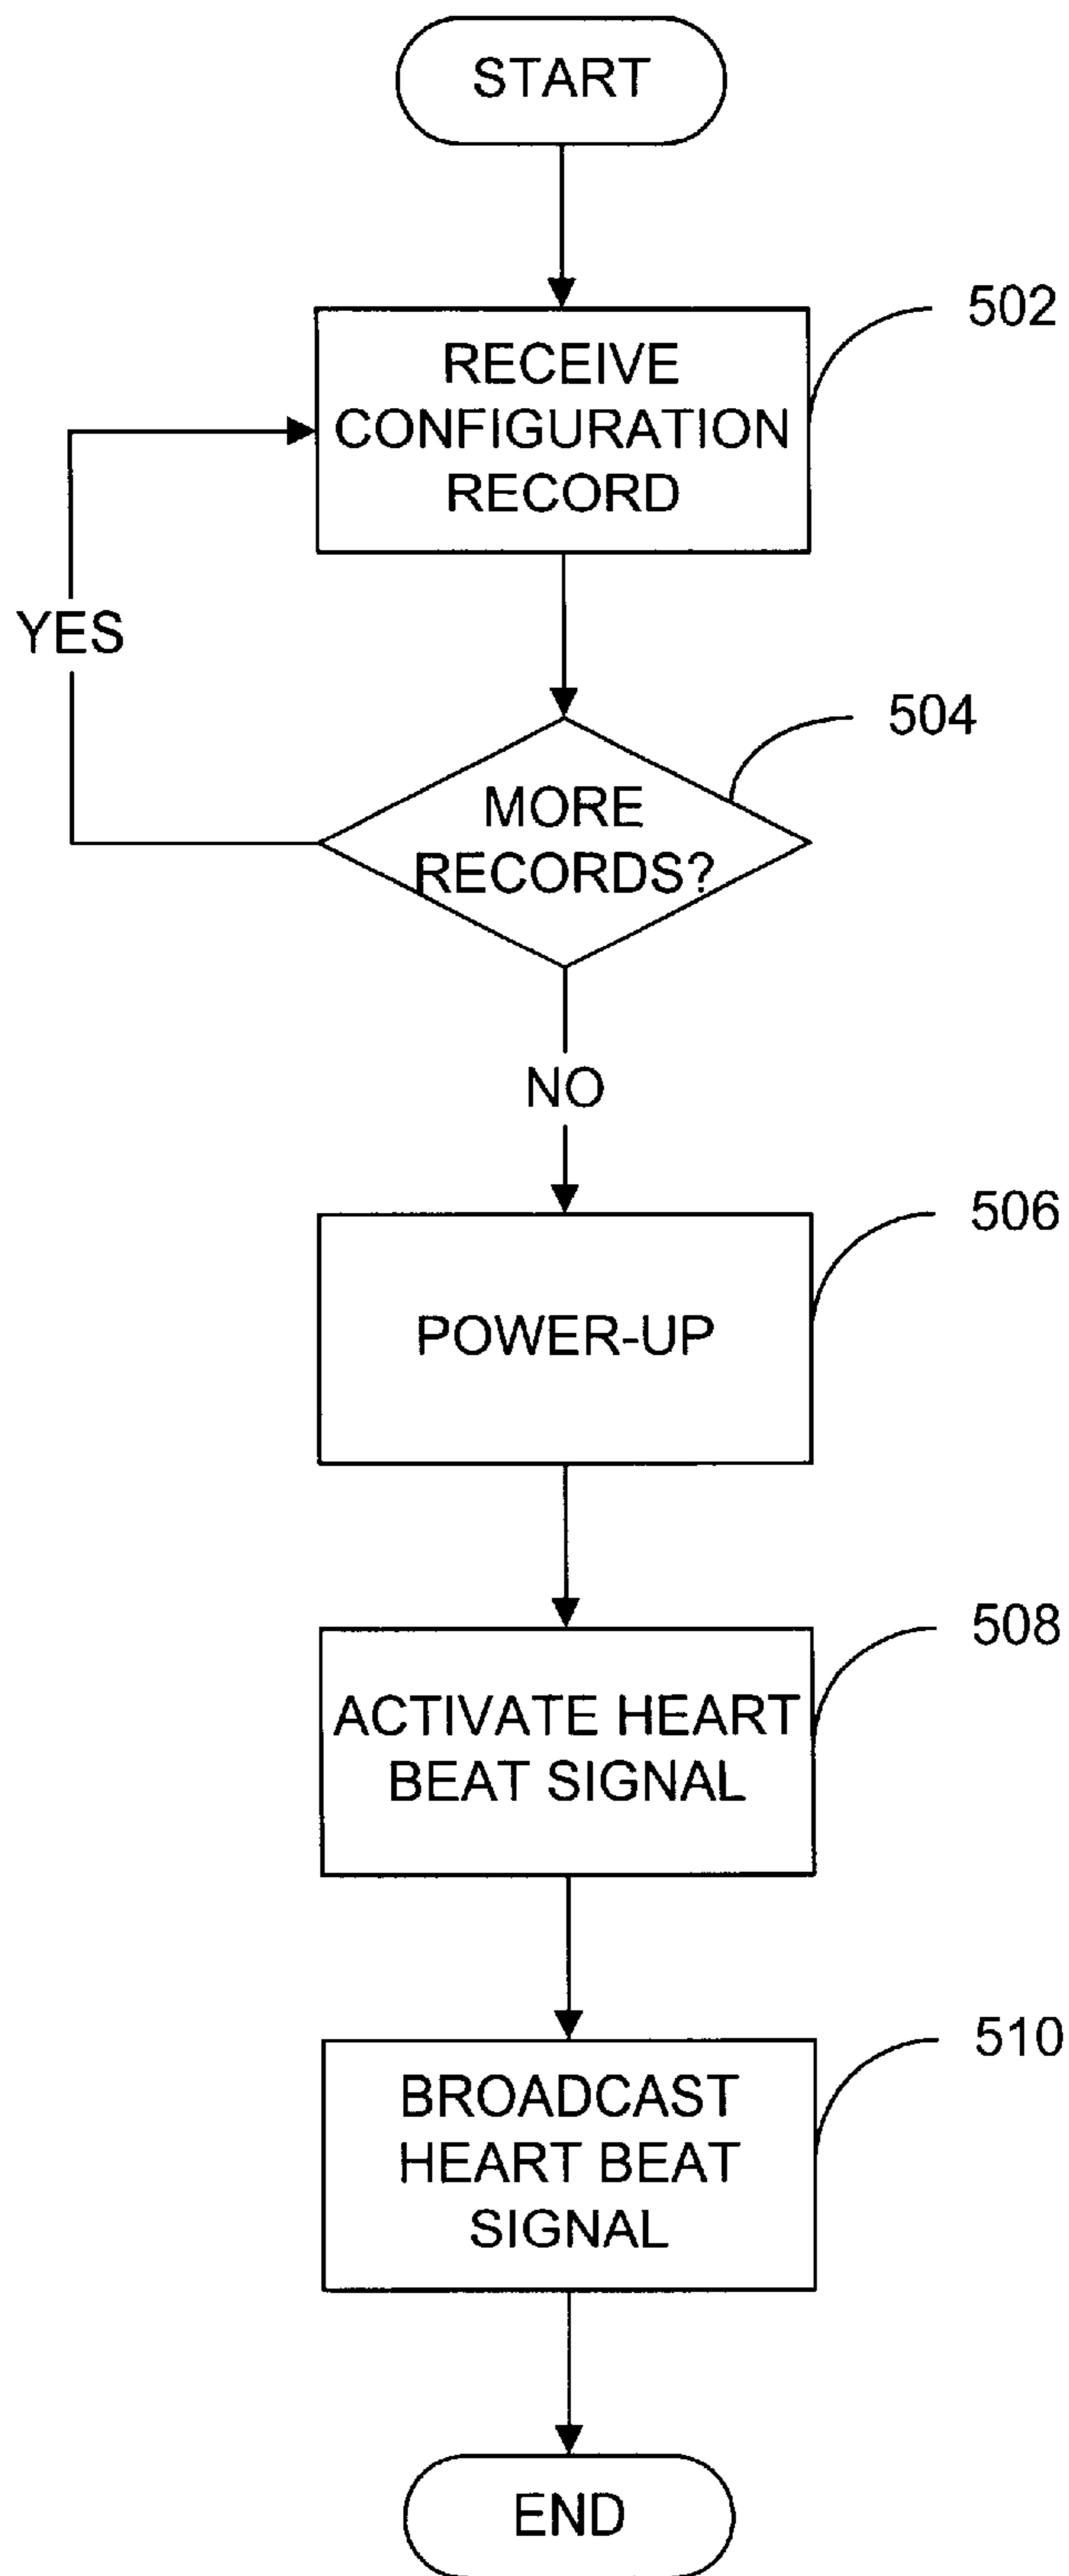 START
502
RECEIVE
CONFIGURATION
RECORD
YES
504
MORE
RECORDS?
NO
506
POWER-UP
508
ACTIVATE HEART
BEAT SIGNAL
510
BROADCAST
HEART BEAT
SIGNAL
END